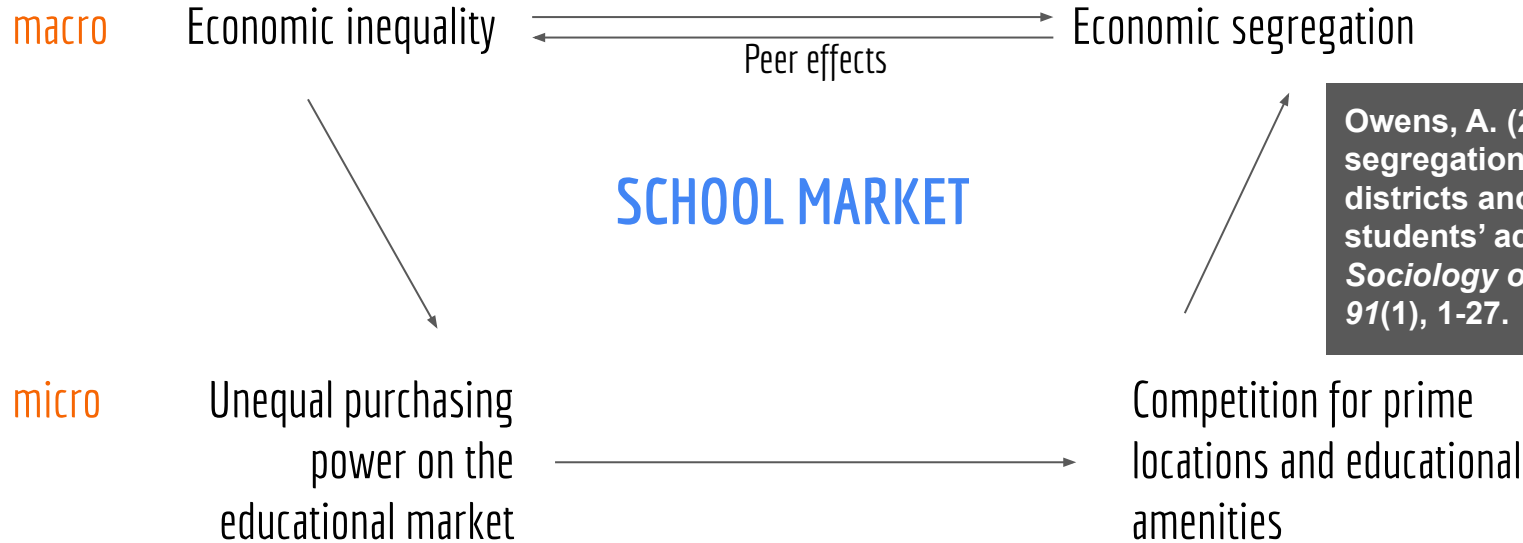 macro Economic inequality Economic segregation
Peer effects
Owens, A. (2
segregation
districts and
students' ac
Sociology o
91(1), 1-27.
SCHOOL MARKET
micro Unequal purchasing
power on the
educational market
Competition for prime
locations and educational
amenities